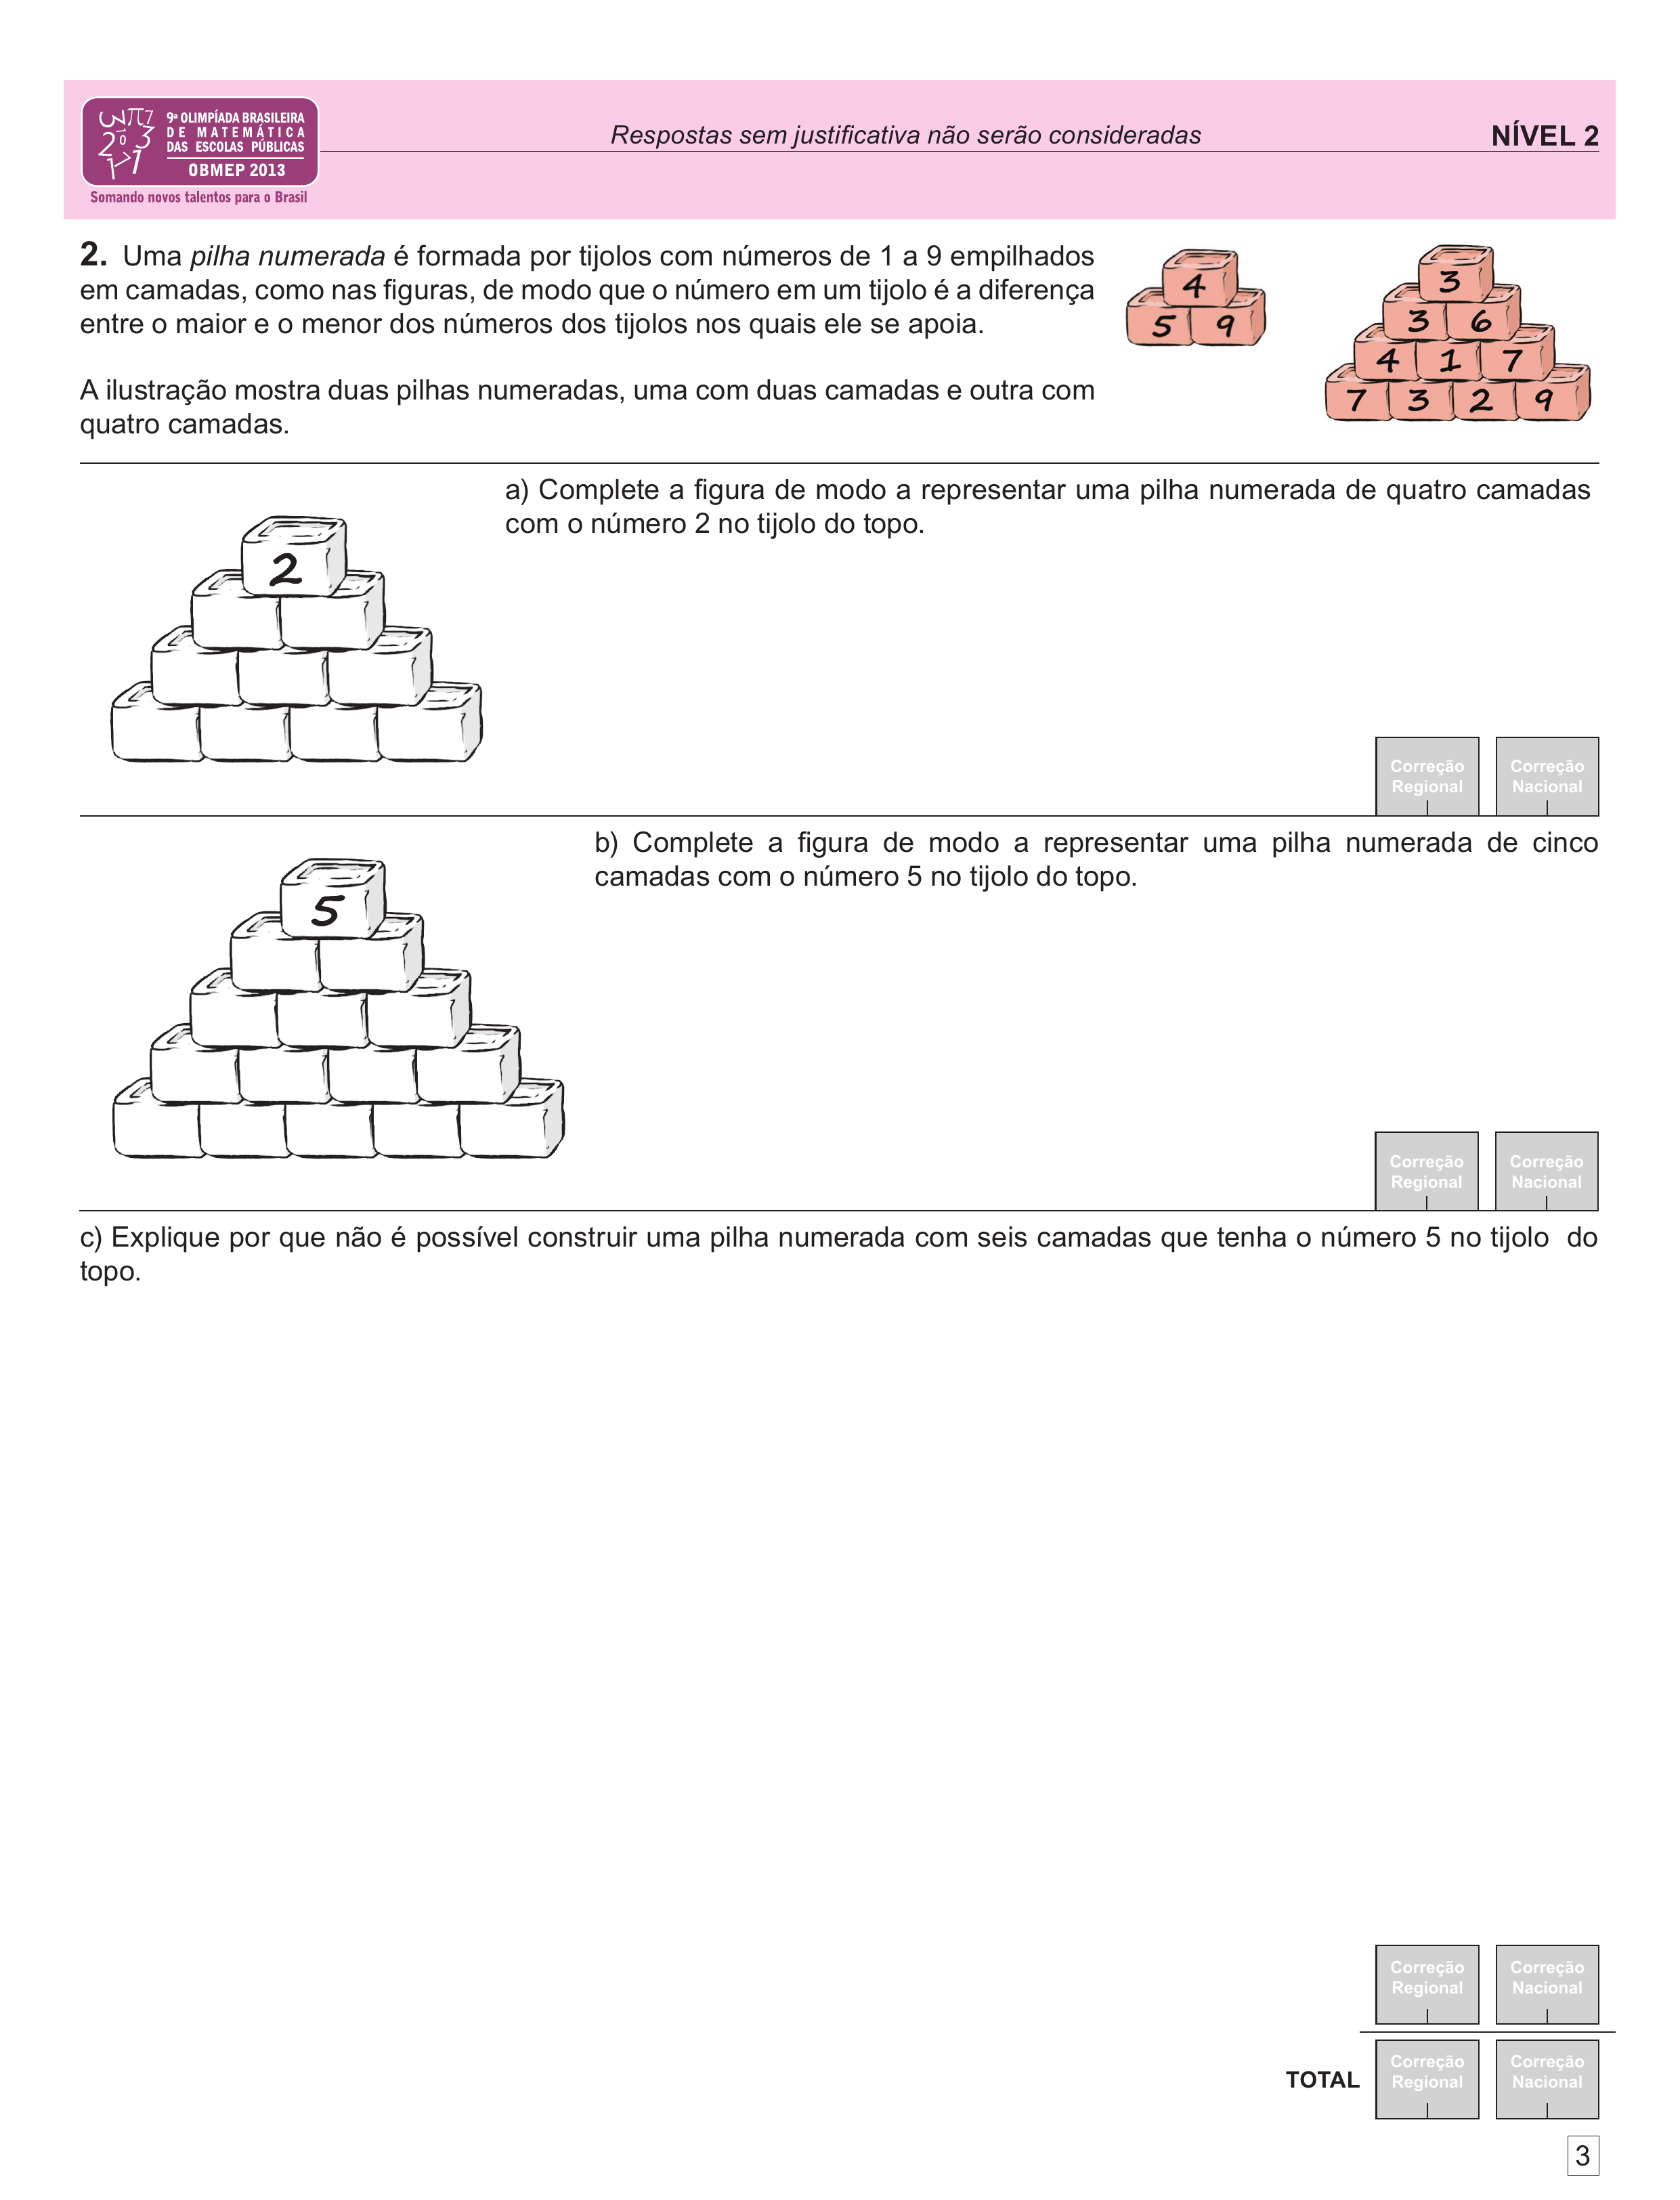 9ª OLIMPÍADA BRASILEIRA
DE MATEMÁTICA
DAS ESCOLAS PÚBLICAS
OBMEP 2013
Somando novos talentos para o Brasil
Respostas sem justificativa não serão consideradas
NÍVEL 2
2. Uma pilha numerada é formada por tijolos com números de 1 a 9 empilhados
em camadas, como nas figuras, de modo que o número em um tijolo é a diferença
entre o maior e o menor dos números dos tijolos nos quais ele se apoia.
A ilustração mostra duas pilhas numeradas, uma com duas camadas e outra com
quatro camadas.
4
5 9
3
3 6
4 1 7
7 3 2 9
a) Complete a figura de modo a representar uma pilha numerada de quatro camadas
com o número 2 no tijolo do topo.
2
Correção
Regional
Correção
Nacional
b) Complete a figura de modo a representar uma pilha numerada de cinco
camadas com o número 5 no tijolo do topo.
5
Correção
Regional
Correção
Nacional
c) Explique por que não é possível construir uma pilha numerada com seis camadas que tenha o número 5 no tijolo do
topo.
Correção
Regional
Correção
Nacional
TOTAL
Correção
Regional
Correção
Nacional
3